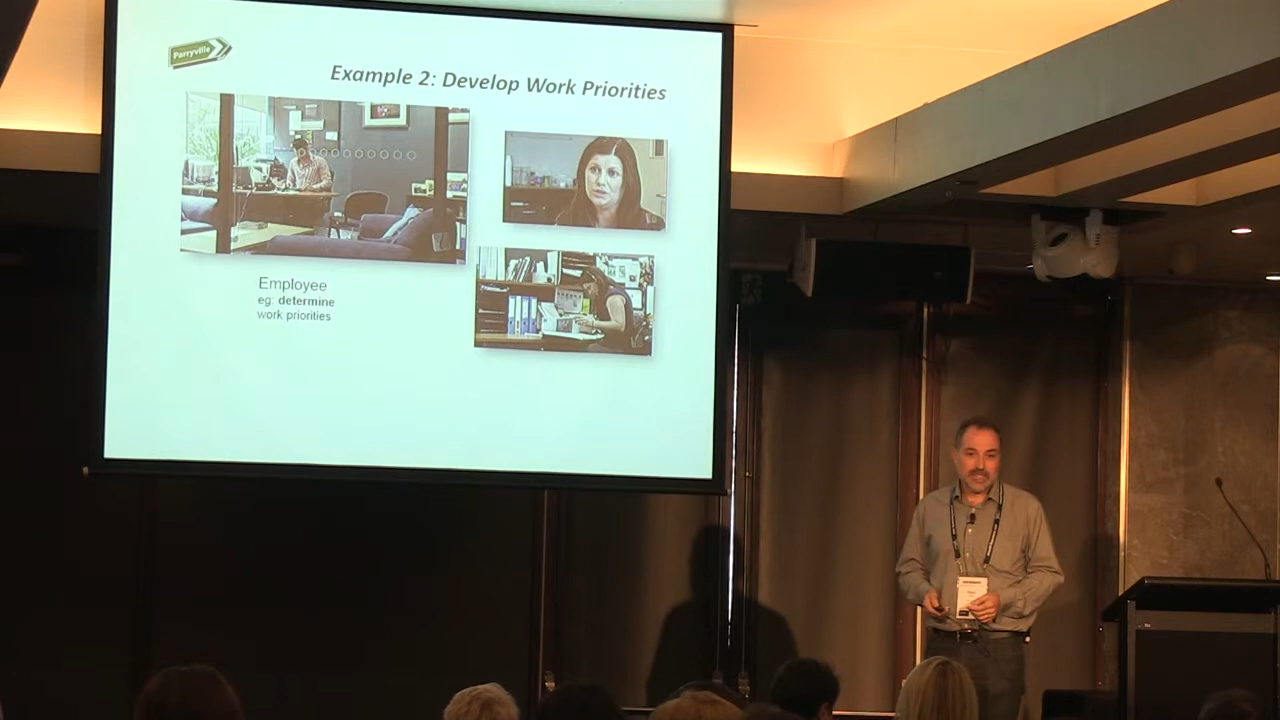 Parryville
Example 2: Develop Work Priorities
Employee
eg: determine
work priorities